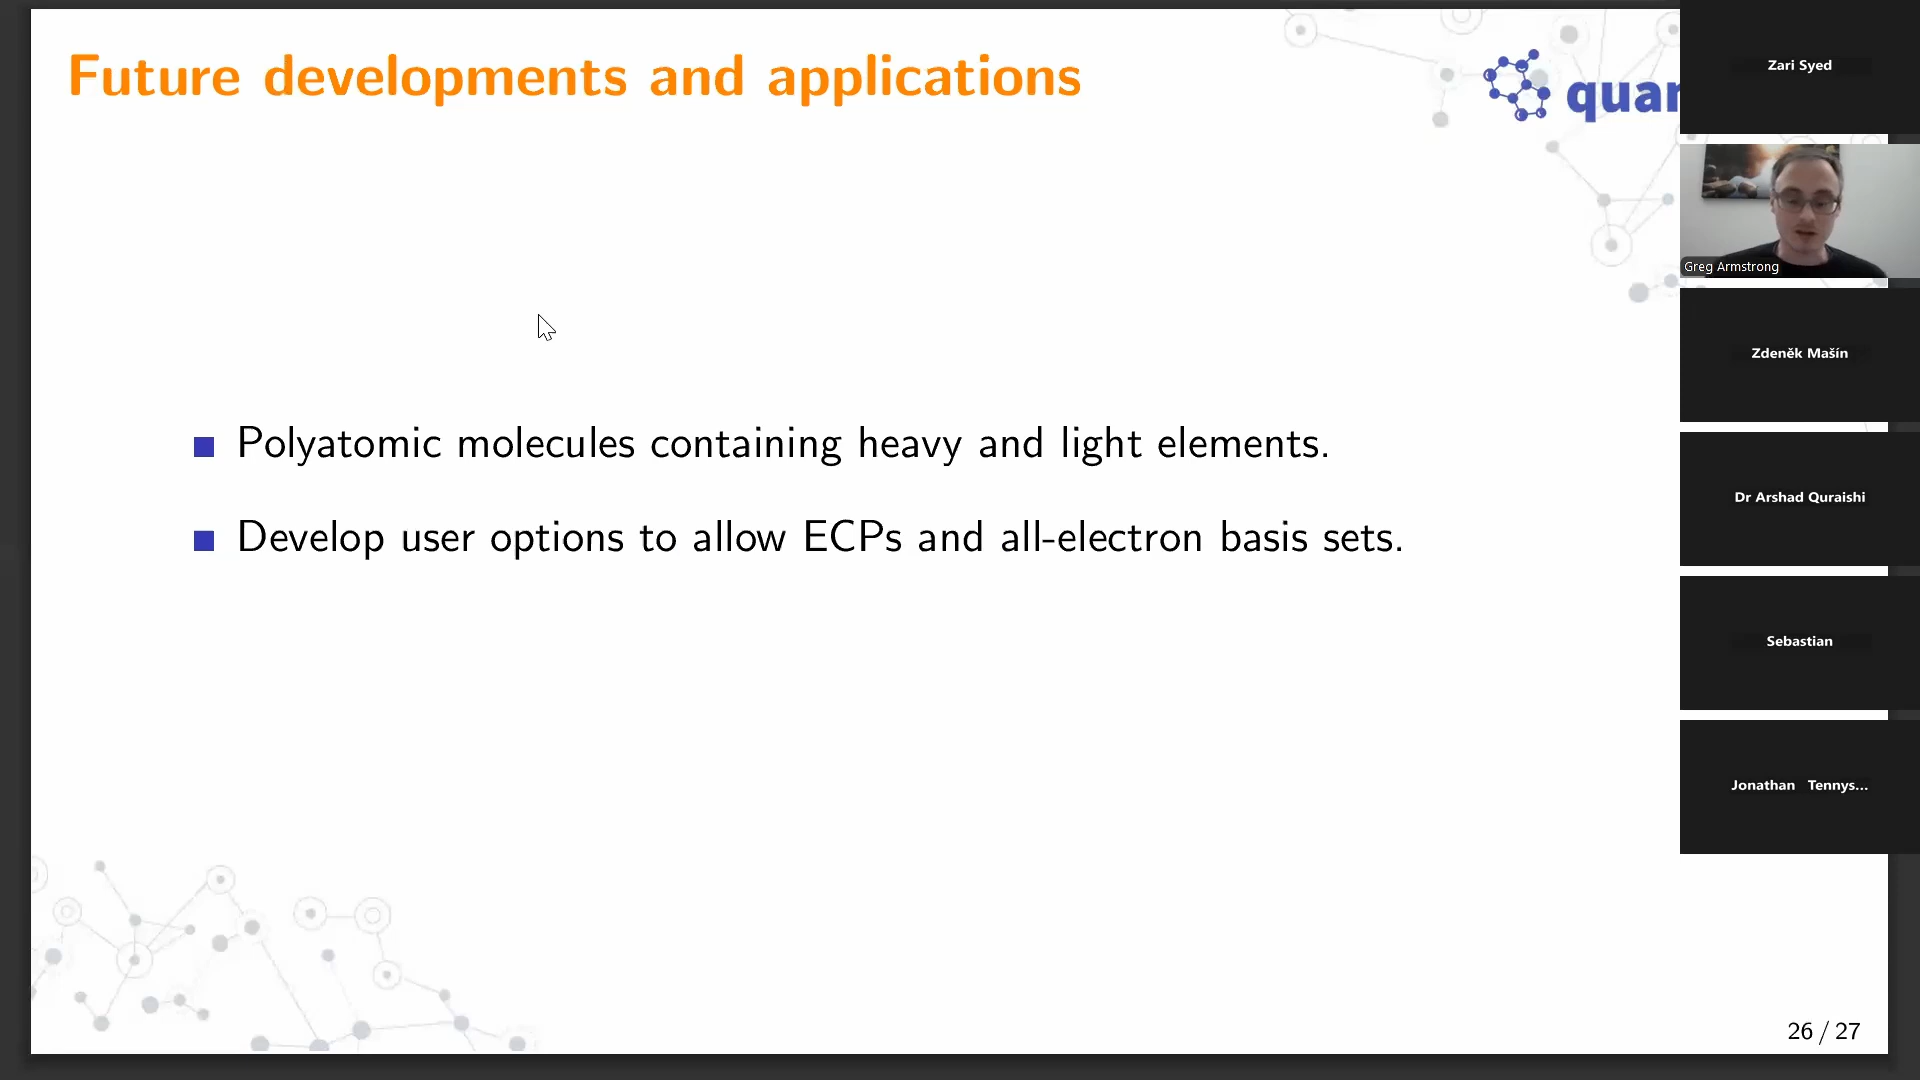 Future developments and applications
quan
Polyatomic molecules containing heavy and light elements.
Develop user options to allow ECPs and all-electron basis sets.
26 / 27
Zari Syed
Greg Armstrong
Zdeněk Mašín
Dr Arshad Quraishi
Sebastian
Jonathan Tennys...